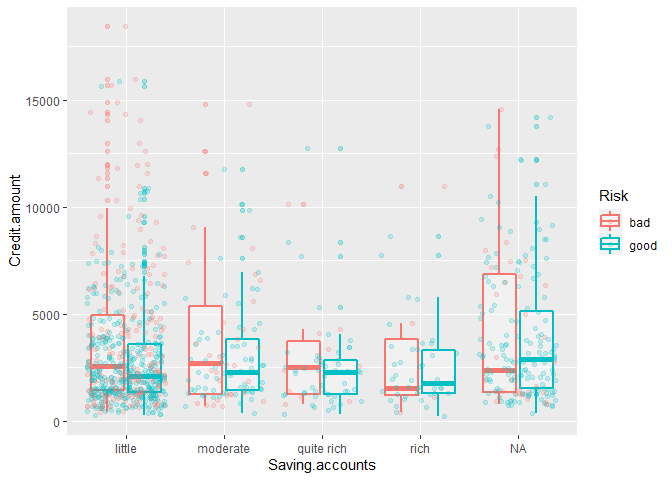 15000
10000
5000
0
Credit.amount
little moderate quite rich rich NA
Saving.accounts
Risk
bad
good